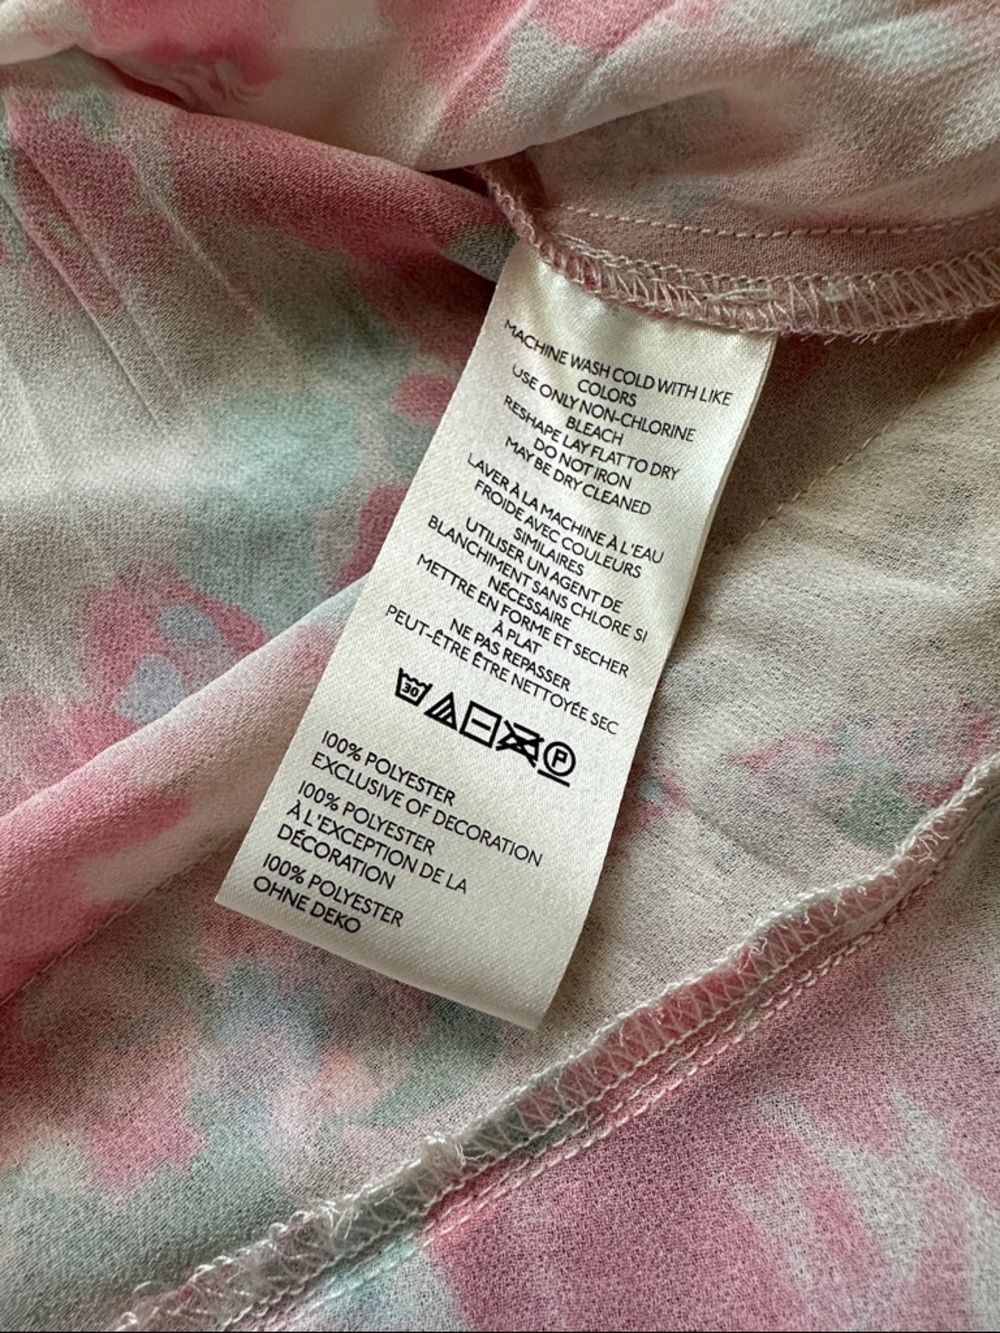 MACHINE WASH COLD WITH LIKE
COLORS
USE ONLY NON-CHLORINE
BLEACH
RESHAPE LAY FLAT TO DRY
DO NOT IRON
MAY BE DRY CLEANED
LAVER À LA MACHINE À L'EAU
FROIDE AVEC COULEURS
SIMILAIRES
UTILISER UN AGENT DE
BLANCHIMENT SANS CHLORE SI
NÉCESSAIRE
METTRE EN FORME ET SECHER
À PLAT
NE PAS REPASSER
PEUT-ÊTRE ÊTRE NETTOYÉE SEC
30 P
100% POLYESTER
EXCLUSIVE OF DECORATION
100% POLYESTER
À L'EXCEPTION DE LA
DÉCORATION
100% POLYESTER
OHNE DEKO